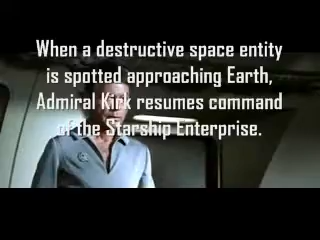 When a destructive space entity
is spotted approaching Earth,
Admiral Kirk resumes command
of the Starship Enterprise.